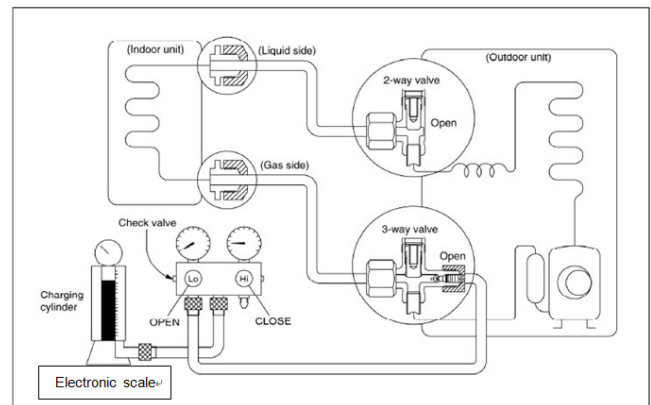 (Indoor unit)
(Liquid side)
(Outdoor unit)
2-way valve
Open
(Gas side)
Check valve
3-way valve
Open
Lo
Hi
Charging
cylinder
OPEN
CLOSE
Electronic scale